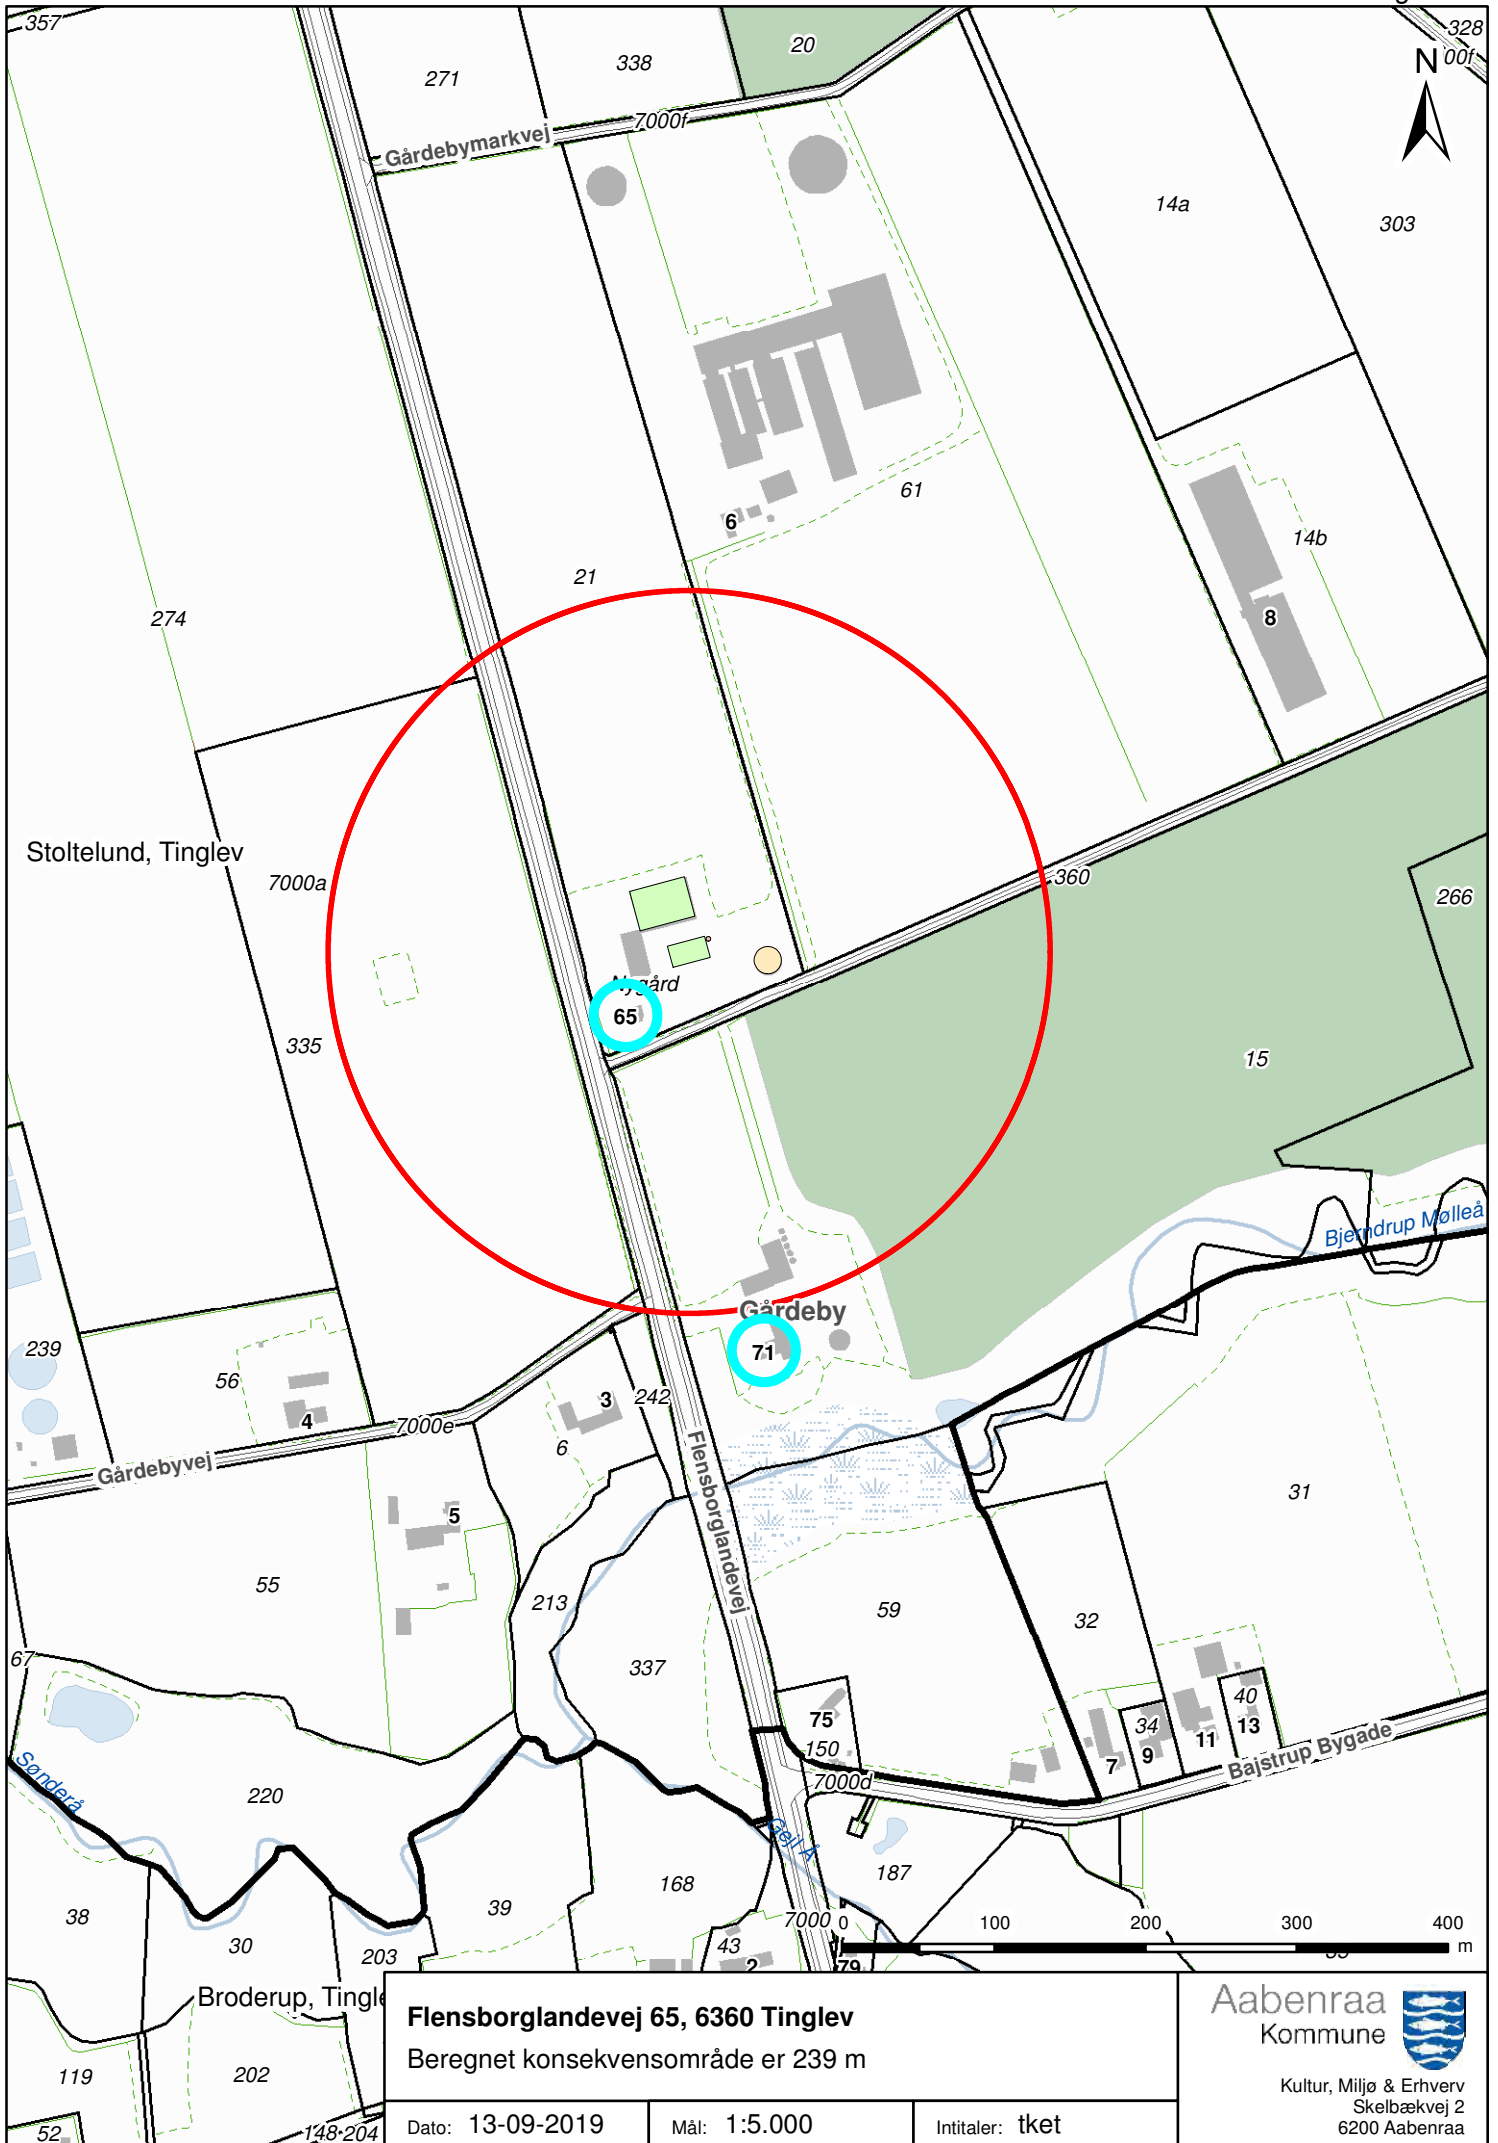 357
271
338
20
328
00f
N
Gårdebymarkvej
7000f
14a
303
61
6
14b
21
8
274
Stoltelund, Tinglev
7000a
360
266
Nygård
65
335
15
Bjerndrup Mølleå
Gårdeby
71
239
56
4
3
242
7000e
6
Gårdebyvej
Flensborglandevej
5
31
55
213
59
32
67
337
75
150
7000d
40
34
13
11
9
7
Bajstrup Bygade
Sønderå
220
Gejl Å
187
168
39
38
30
203
43
2
7000
79
0 100 200 300 400
m
Broderup, Tingle
119
202
52
148
204
Flensborglandevej 65, 6360 Tinglev
Beregnet konsekvensområde er 239 m
Dato: 13-09-2019
Mål: 1:5.000
Intitaler: tket
Aabenraa
Kommune
Kultur, Miljø & Erhverv
Skelbækvej 2
6200 Aabenraa